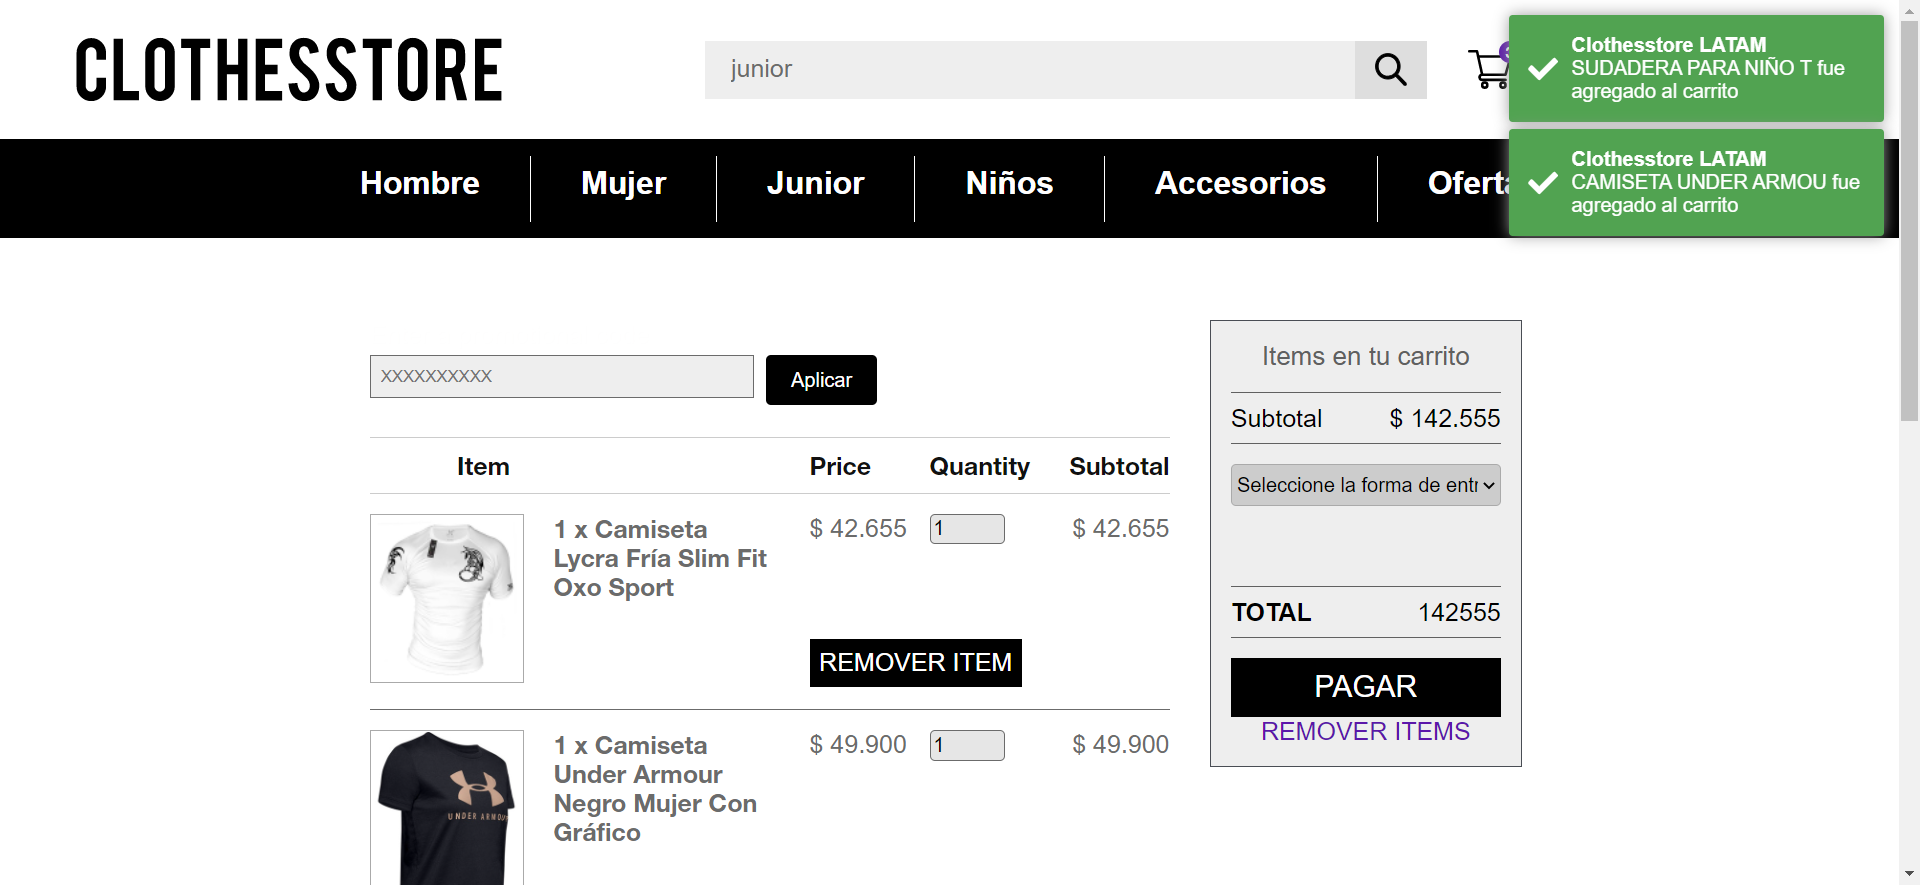 CLOTHESSTORE
junior
Clothesstore LATAM
SUDADERA PARA NIÑO T fue
agregado al carrito
Clothesstore LATAM
CAMISETA UNDER ARMOU fue
agregado al carrito
Hombre
Mujer
Junior
Niños
Accesorios
Oferta
XXXXXXXXXX
Aplicar
Item
Price
Quantity
Subtotal
1 x Camiseta
Lycra Fría Slim Fit
Oxo Sport
$ 42.655
1
$ 42.655
REMOVER ITEM
1 x Camiseta
Under Armour
Negro Mujer Con
Gráfico
$ 49.900
1
$ 49.900
UNDER ARMOUR
Items en tu carrito
Subtotal
$ 142.555
Seleccione la forma de entr
TOTAL
142555
PAGAR
REMOVER ITEMS